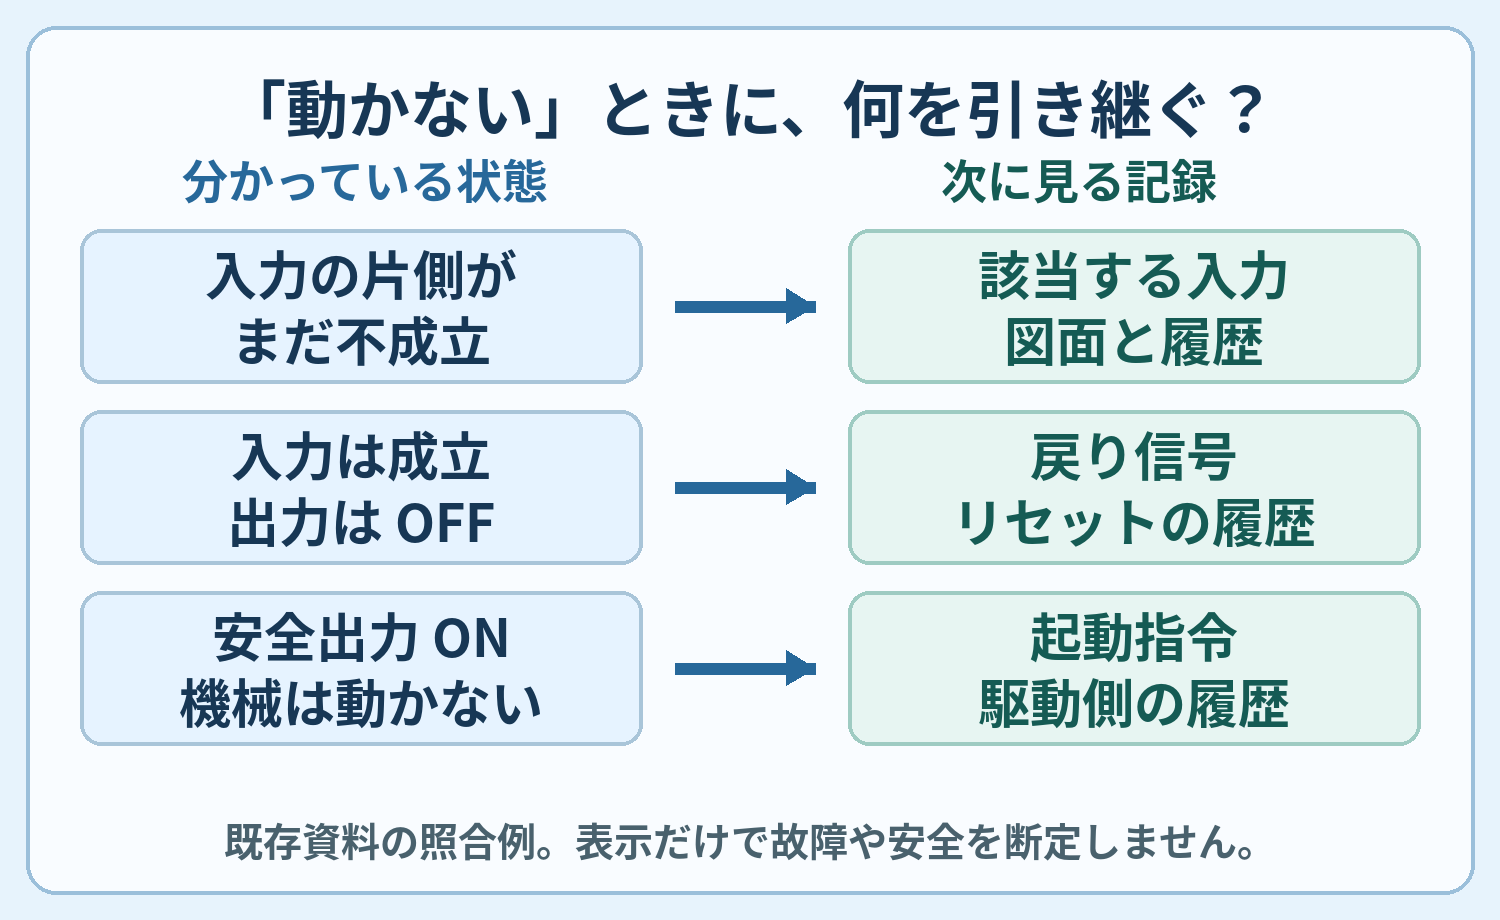 「動かない」ときに、何を引き継ぐ？
分かっている状態
次に見る記録
入力の片側が
まだ不成立
該当する入力
図面と履歴
入力は成立
出力は OFF
戻り信号
リセットの履歴
安全出力 ON
機械は動かない
起動指令
駆動側の履歴
既存資料の照合例。表示だけで故障や安全を断定しません。